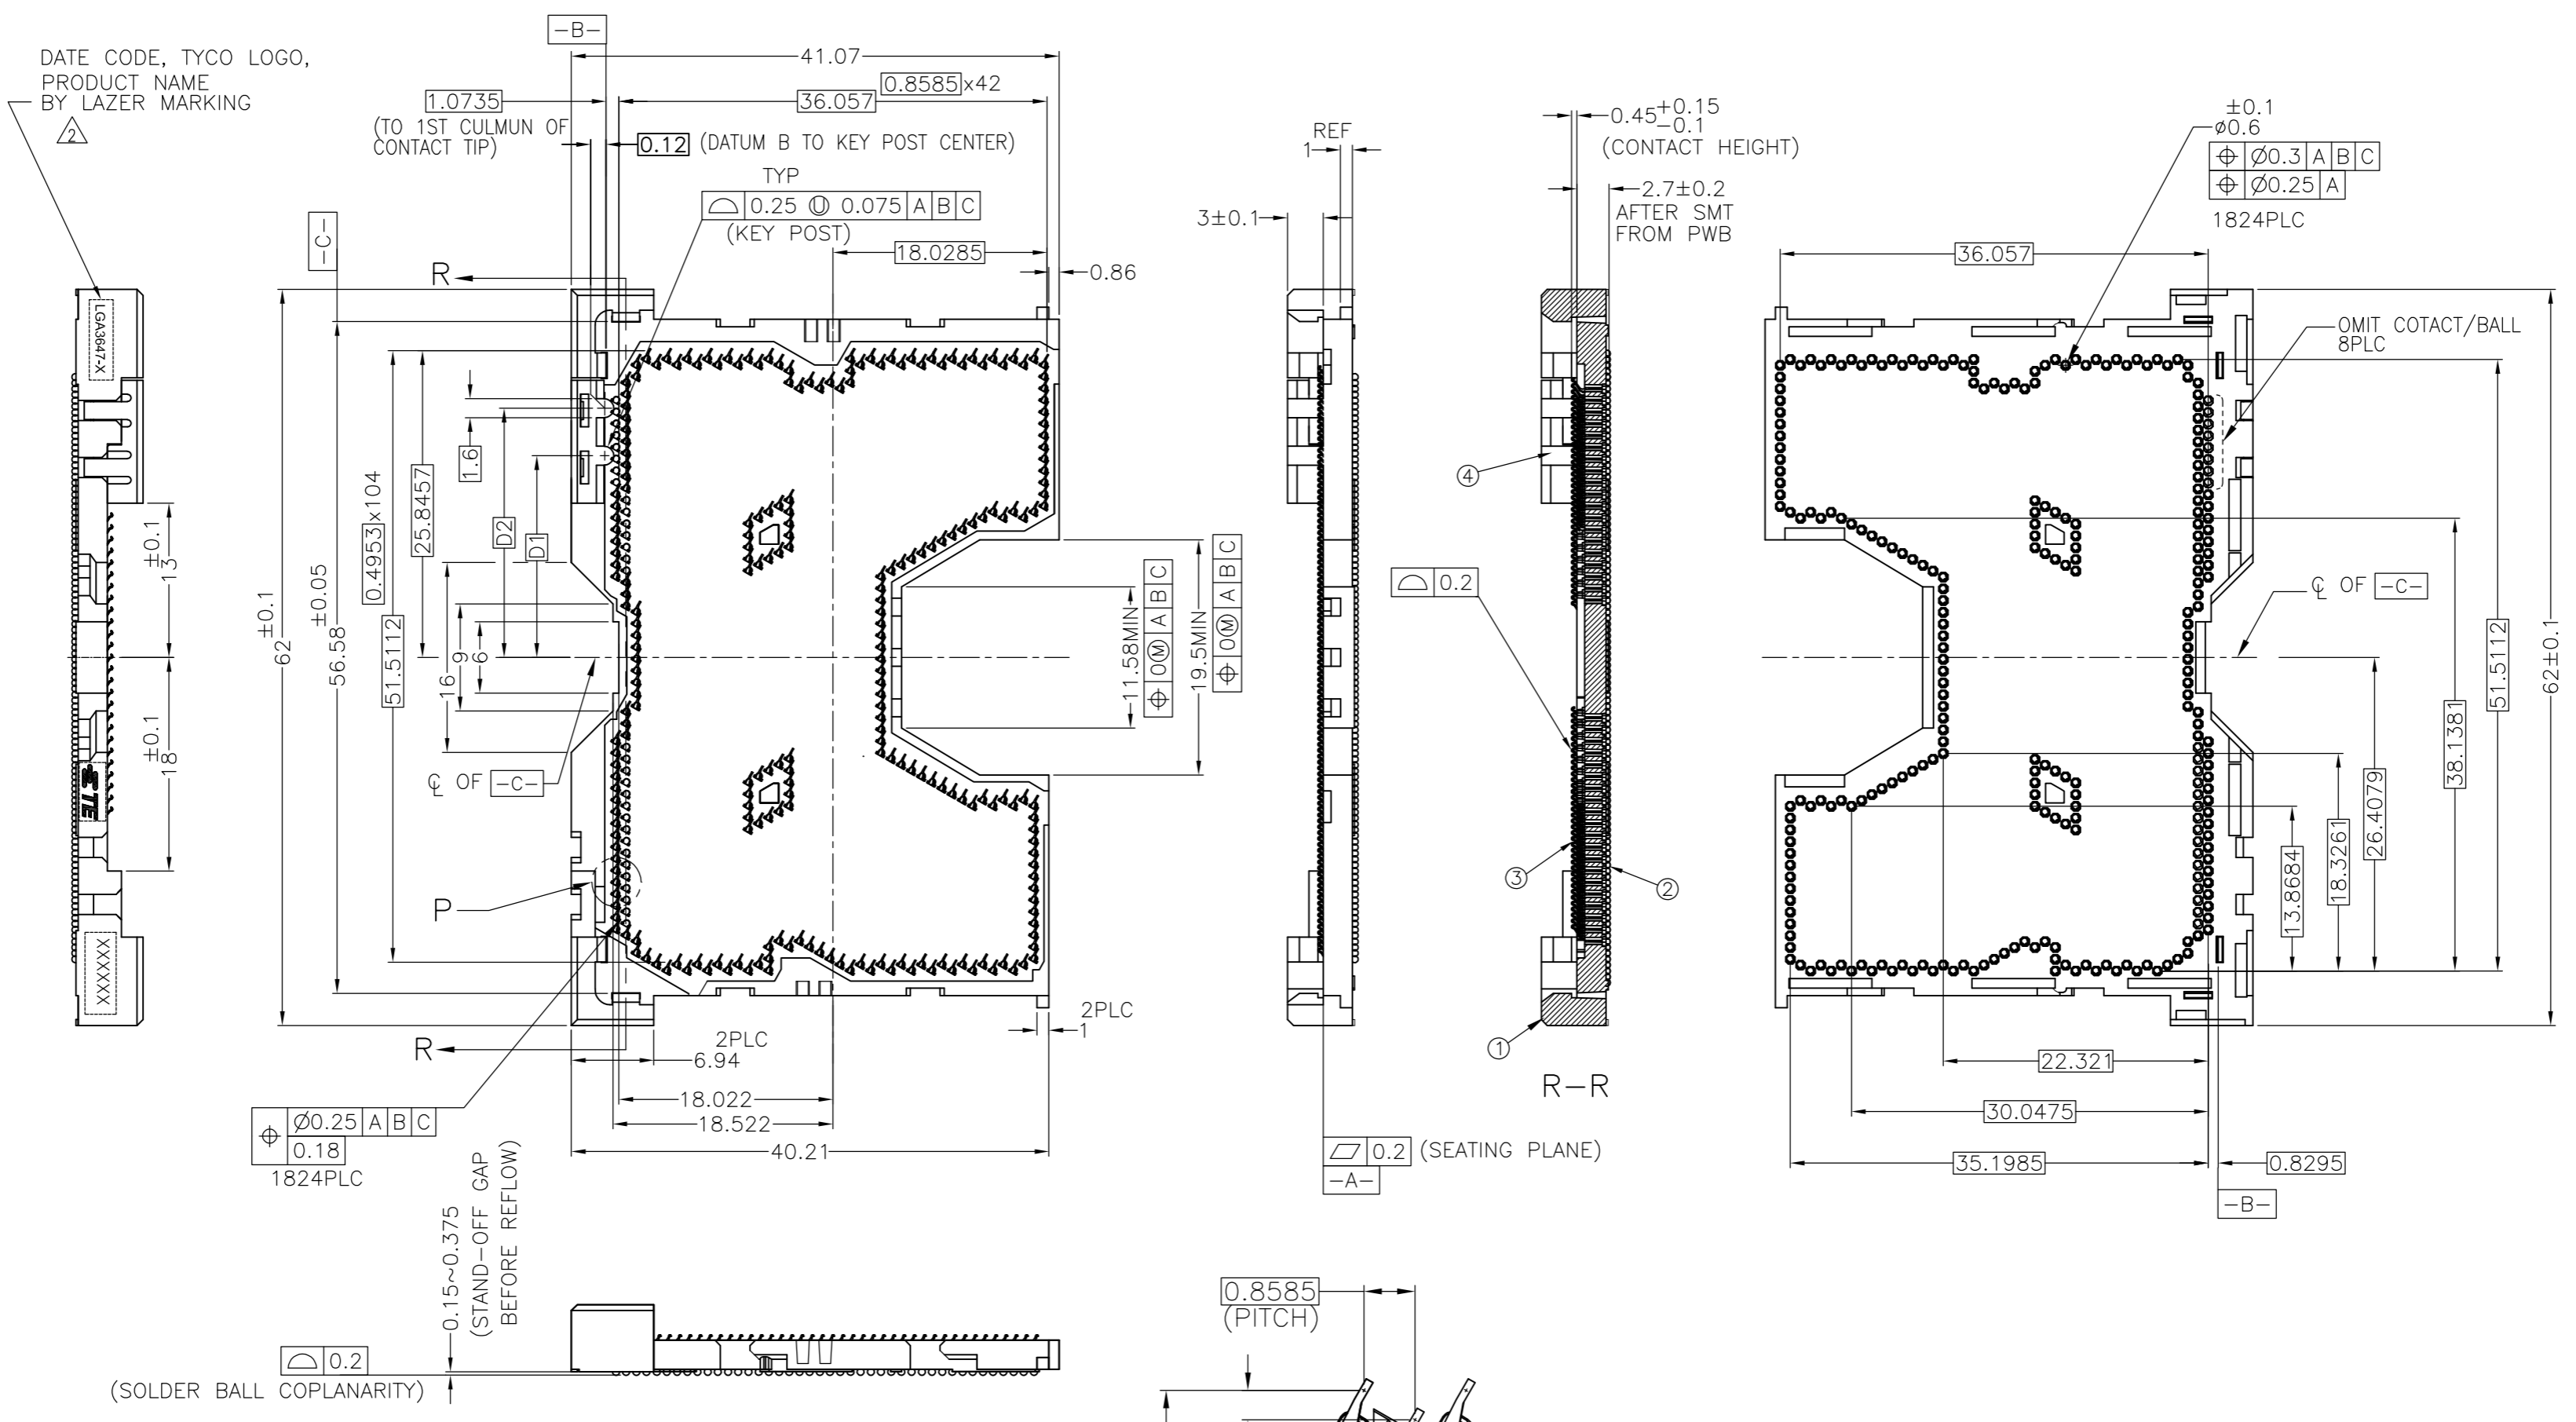 DATE CODE, TYCO LOGO,
PRODUCT NAME
BY LAZER MARKING
2
LGA3647-X
TE
XXXXXX
±0.1
13
±0.1
18
-B-
41.07
0.8585x42
1.0735
36.057
(TO 1ST CULMUN OF
CONTACT TIP)
0.12 (DATUM B TO KEY POST CENTER)
TYP
⌓ 0.25 Ⓤ 0.075 A B C
(KEY POST)
-C-
R
18.0285
0.86
1.6
D2
D1
25.8457
0.4953x104
51.5112
±0.05
56.58
±0.1
62
16
9
6
℄ OF -C-
P
R
11.58MIN
⌖ 0Ⓜ A B C
19.5MIN
⌖ 0Ⓜ A B C
2PLC
1
2PLC
6.94
18.022
18.522
40.21
⌖ Ø0.25 A B C
0.18
1824PLC
REF
1
3±0.1
0.45+0.15
-0.1
(CONTACT HEIGHT)
2.7±0.2
AFTER SMT
FROM PWB
④
⌓ 0.2
③
②
①
R-R
⏥ 0.2 (SEATING PLANE)
-A-
±0.1
ø0.6
⌖ Ø0.3 A B C
⌖ Ø0.25 A
1824PLC
36.057
OMIT COTACT/BALL
8PLC
℄ OF -C-
62±0.1
51.5112
38.1381
26.4079
18.3261
13.8684
22.321
30.0475
35.1985
0.8295
-B-
0.15~0.375
(STAND-OFF GAP
BEFORE REFLOW)
⌓ 0.2
(SOLDER BALL COPLANARITY)
0.8585
(PITCH)